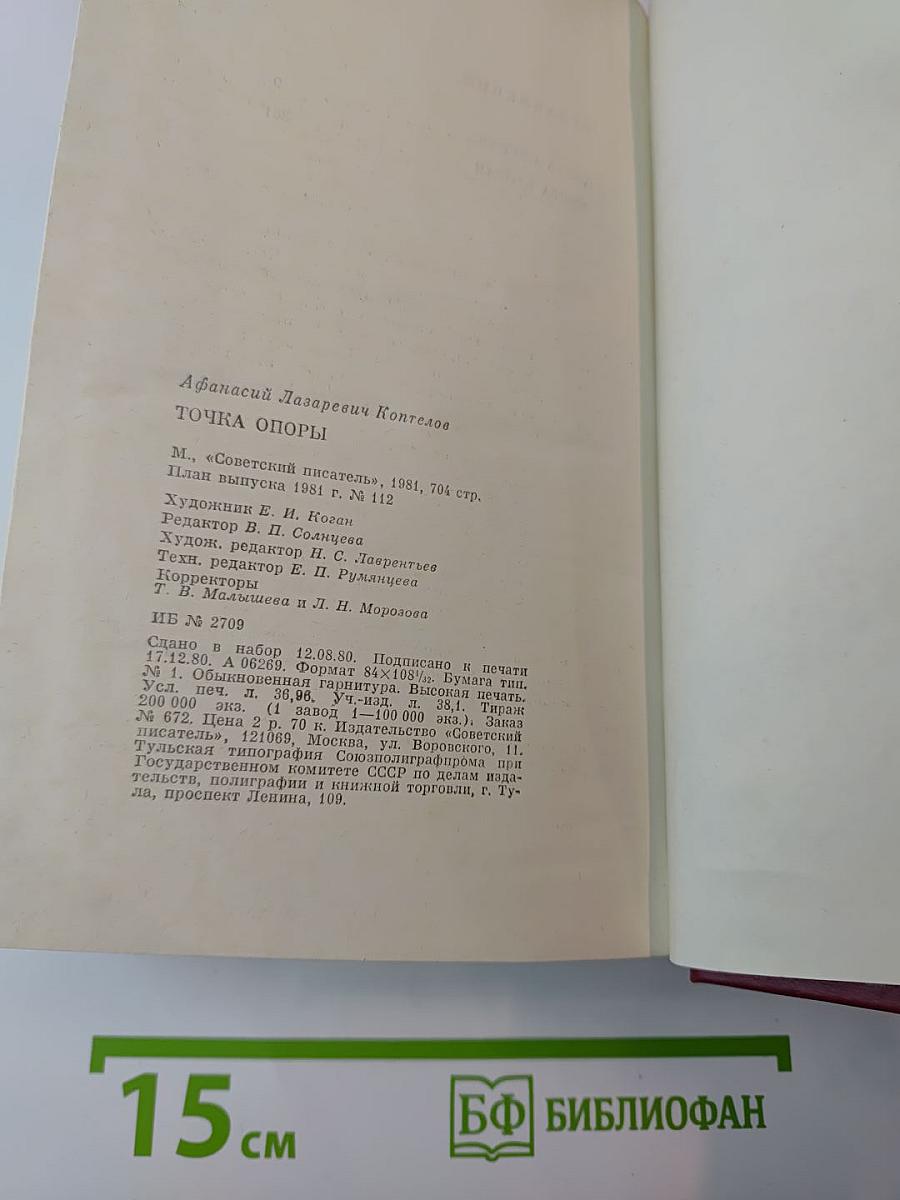 Афанасий Лазаревич Коптелов
ТОЧКА ОПОРЫ
М., «Советский писатель», 1981, 704 стр.
План выпуска 1981 г. № 112
Художник Е. И. Коган
Редактор В. П. Солнцева
Худож. редактор Н. С. Лаврентьев
Техн. редактор Е. П. Румянцева
Корректоры
Т. В. Малышева и Л. Н. Морозова
ИБ № 2709
Сдано в набор 12.08.80. Подписано к печати
17.12.80. А 06269. Формат 84×108¹/₃₂. Бумага тип.
№ 1. Обыкновенная гарнитура. Высокая печать.
Усл. печ. л. 36,96. Уч.-изд. л. 38,1. Тираж
200 000 экз. (1 завод 1—100 000 экз.). Заказ
№ 672. Цена 2 р. 70 к. Издательство «Советский
писатель», 121069, Москва, ул. Воровского, 11.
Тульская типография Союзполиграфпрома при
Государственном комитете СССР по делам изда-
тельств, полиграфии и книжной торговли, г. Ту-
ла, проспект Ленина, 109.
15 см
БФ БИБЛИОФАН